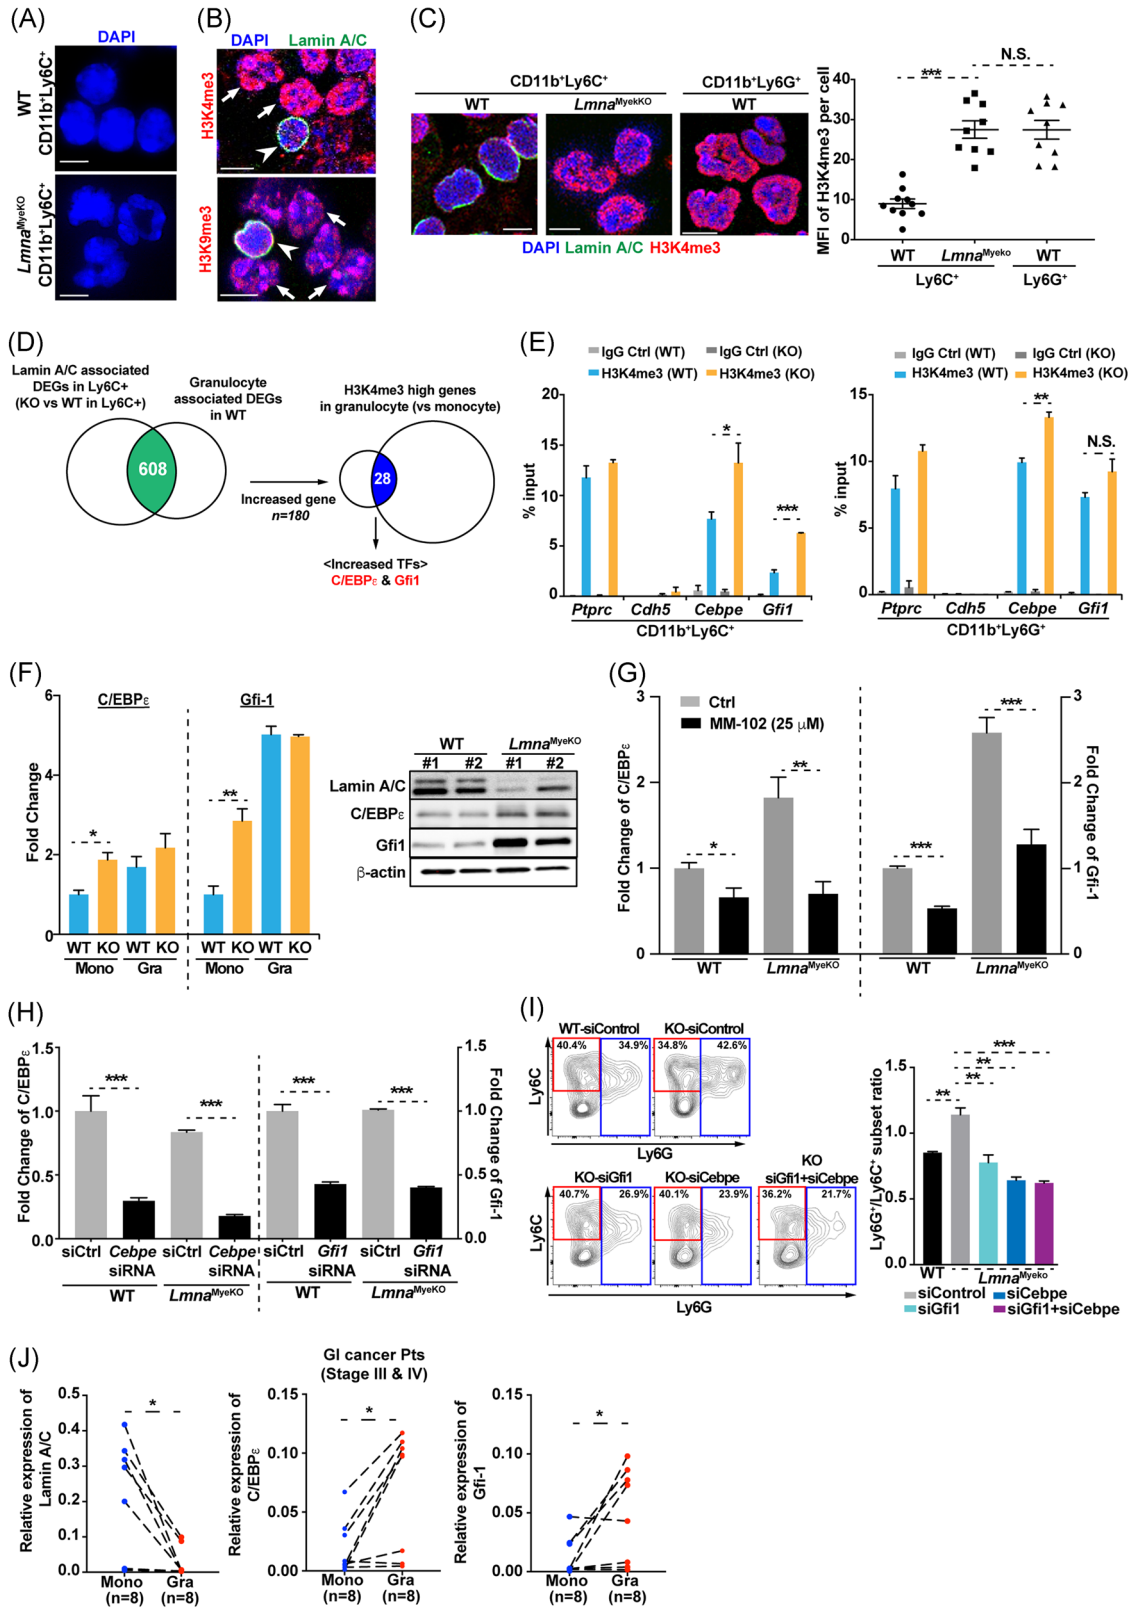 (A)
DAPI
WT
CD11b+Ly6C+
LmnaMyeKO
CD11b+Ly6C+
(B)
DAPI Lamin A/C
H3K4me3
H3K9me3
(C)
CD11b+Ly6C+
CD11b+Ly6G+
WT
LmnaMyekKO
WT
DAPI Lamin A/C H3K4me3
MFI of H3K4me3 per cell
40
30
20
10
0
***
N.S.
WT
LmnaMyeko
WT
Ly6C+
Ly6G+
(D)
Lamin A/C associated
DEGs in Ly6C+
(KO vs WT in Ly6C+)
Granulocyte
associated DEGs
in WT
H3K4me3 high genes
in granulocyte (vs monocyte)
608
Increased gene
n=180
28
<Increased TFs>
C/EBPε & Gfi1
(E)
IgG Ctrl (WT)
IgG Ctrl (KO)
H3K4me3 (WT)
H3K4me3 (KO)
% input
20
15
10
5
0
*
***
Ptprc
Cdh5
Cebpe
Gfi1
CD11b+Ly6C+
IgG Ctrl (WT)
IgG Ctrl (KO)
H3K4me3 (WT)
H3K4me3 (KO)
% input
15
10
5
0
**
N.S.
Ptprc
Cdh5
Cebpe
Gfi1
CD11b+Ly6G+
(F)
C/EBPε
Gfi-1
Fold Change
6
4
2
0
*
**
WT KO WT KO
WT KO WT KO
Mono Gra
Mono Gra
WT
LmnaMyeKO
#1 #2 #1 #2
Lamin A/C
C/EBPε
Gfi1
β-actin
(G)
Ctrl
MM-102 (25 μM)
Fold Change of C/EBPε
3
2
1
0
*
**
***
***
3
2
1
0
Fold Change of Gfi-1
WT
LmnaMyeKO
WT
LmnaMyeKO
(H)
Fold Change of C/EBPε
1.5
1.0
0.5
0.0
***
***
***
***
1.5
1.0
0.5
0.0
Fold Change of Gfi-1
siCtrl Cebpe siCtrl Cebpe siCtrl Gfi1 siCtrl Gfi1
siRNA siRNA siRNA siRNA
WT LmnaMyeKO WT LmnaMyeKO
(I)
WT-siControl
KO-siControl
40.4%
34.9%
34.8%
42.6%
Ly6C
Ly6G
KO-siGfi1
KO-siCebpe
KO
siGfi1+siCebpe
40.7%
26.9%
40.1%
23.9%
36.2%
21.7%
Ly6C
Ly6G
Ly6G+/Ly6C+ subset ratio
1.5
1.0
0.5
0.0
***
**
**
**
WT
LmnaMyeko
siControl
siCebpe
siGfi1
siGfi1+siCebpe
(J)
GI cancer Pts
(Stage III & IV)
Relative expression of
Lamin A/C
0.5
0.4
0.3
0.2
0.1
0.0
*
Mono
(n=8)
Gra
(n=8)
Relative expression of
C/EBPε
0.15
0.10
0.05
0.00
*
Mono
(n=8)
Gra
(n=8)
Relative expression of
Gfi-1
0.15
0.10
0.05
0.00
*
Mono
(n=8)
Gra
(n=8)